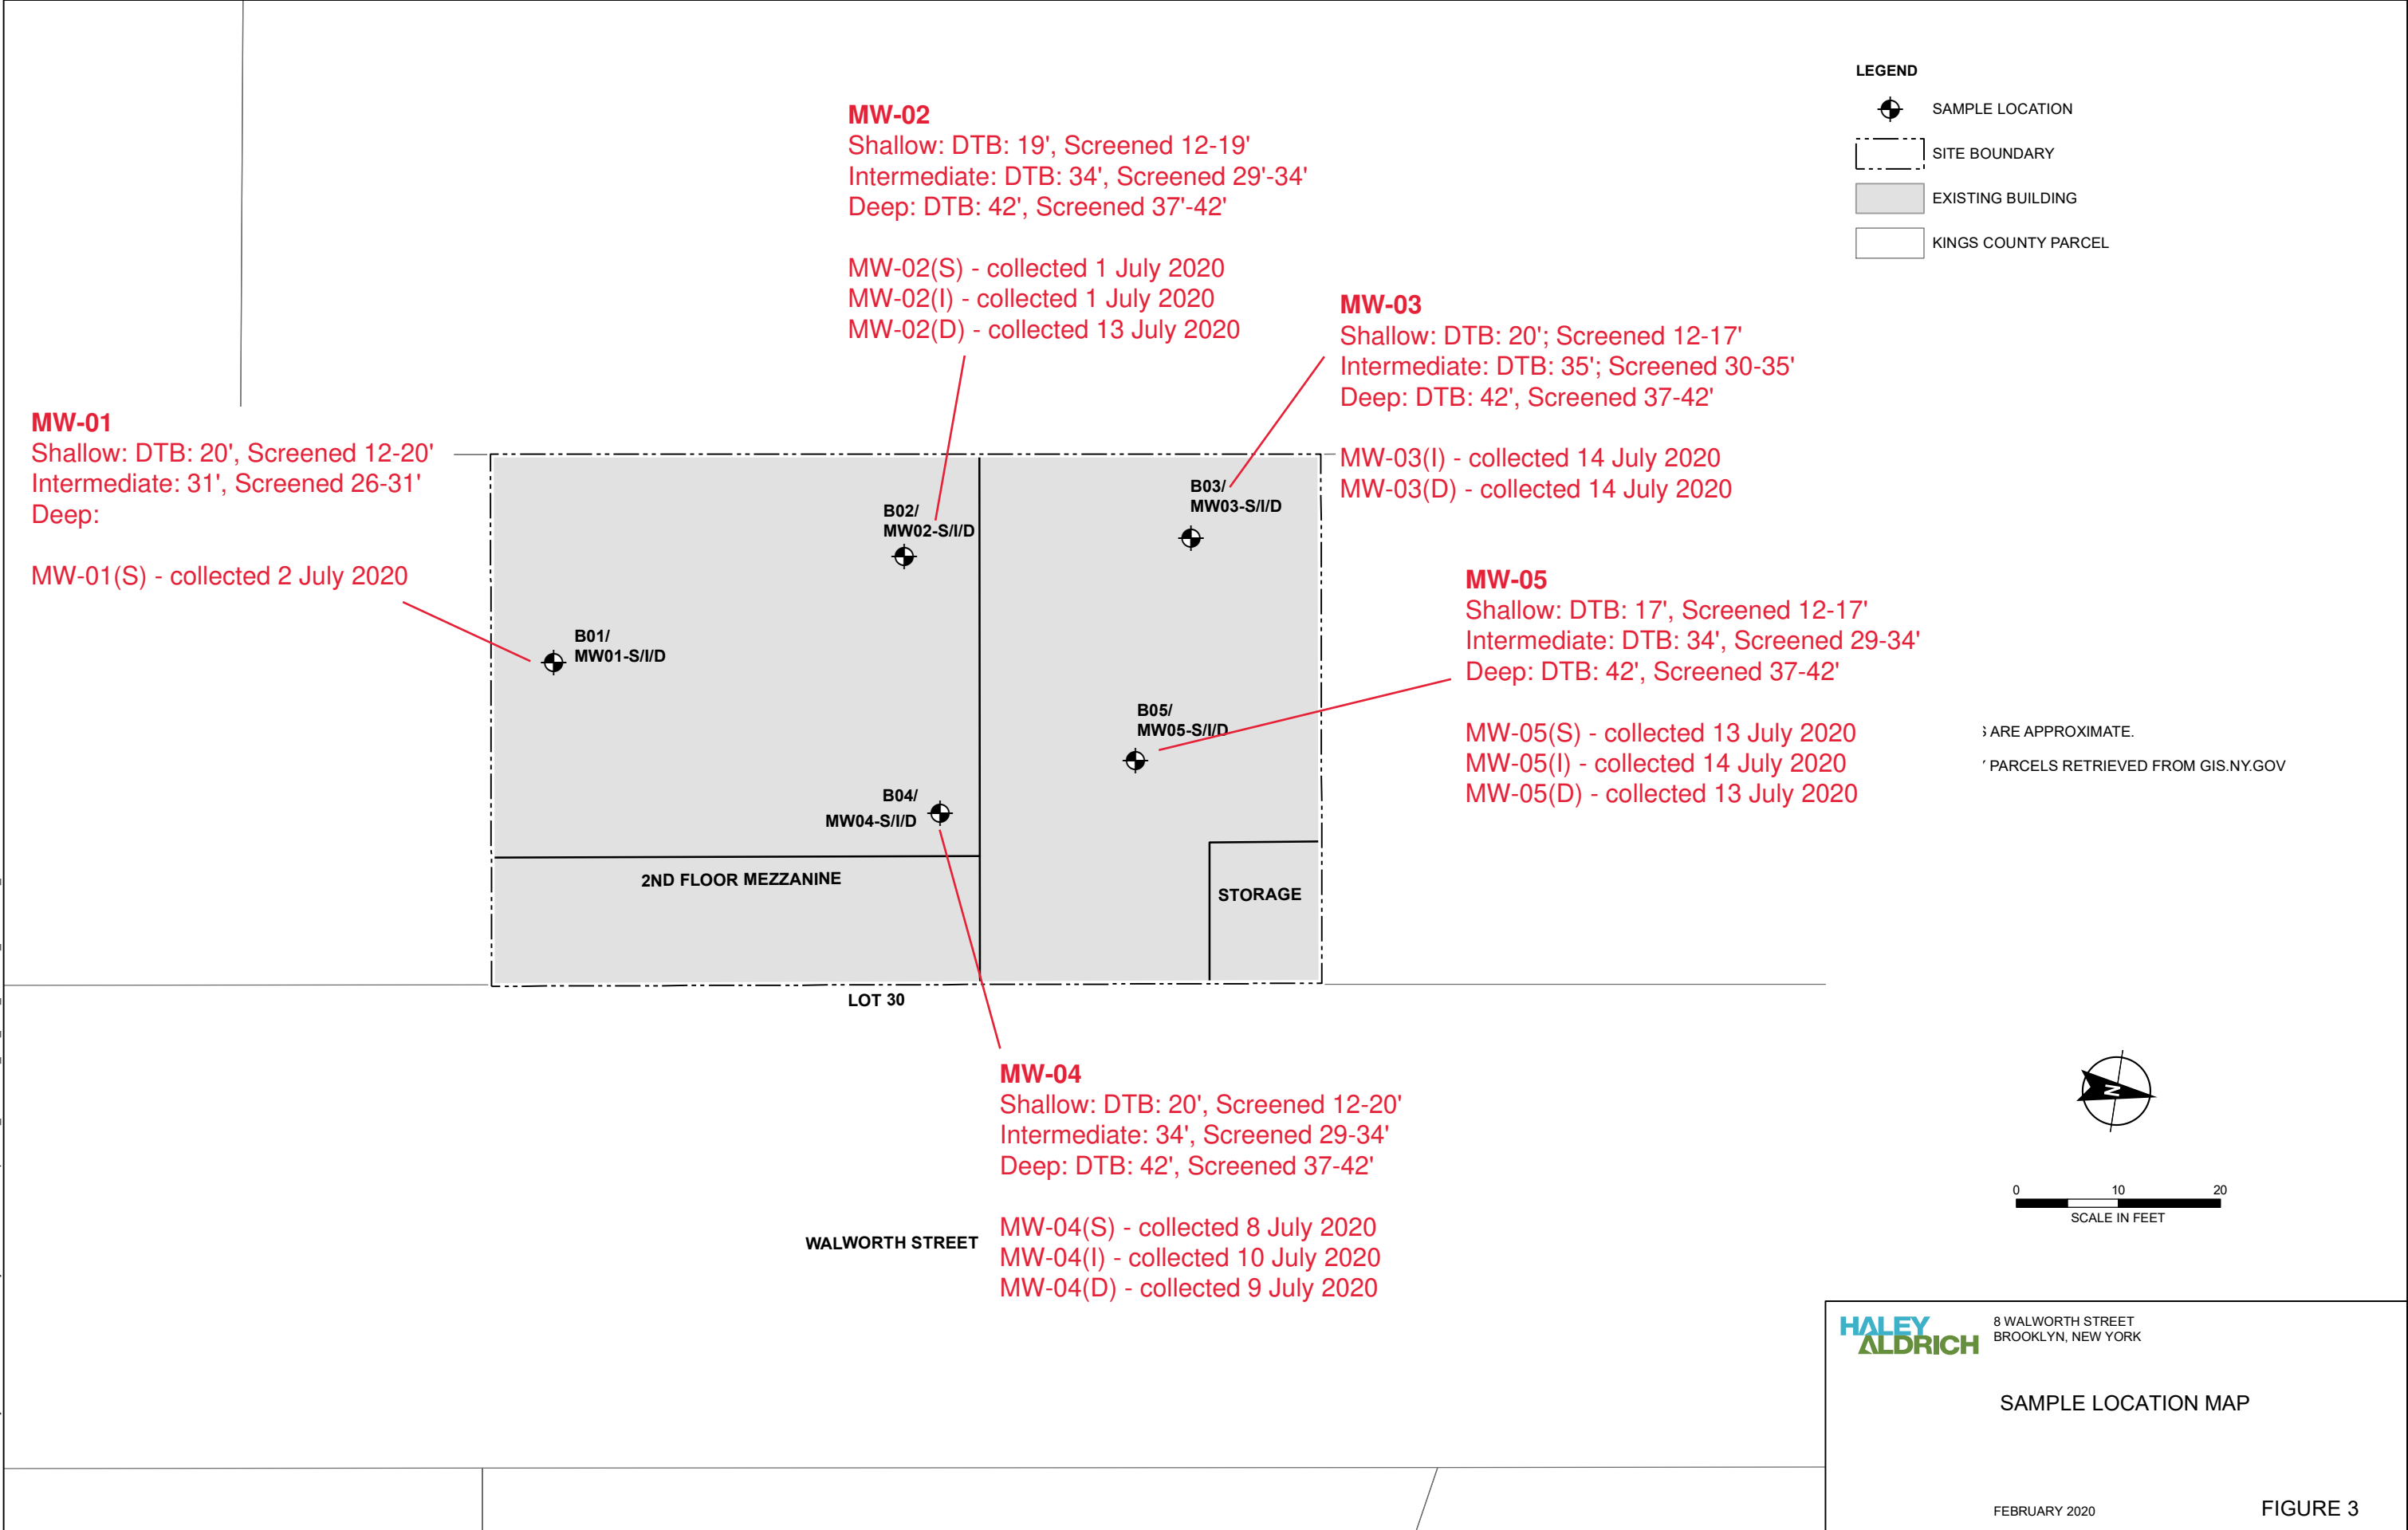 LEGEND
SAMPLE LOCATION
SITE BOUNDARY
EXISTING BUILDING
KINGS COUNTY PARCEL
MW-02
Shallow: DTB: 19', Screened 12-19'
Intermediate: DTB: 34', Screened 29'-34'
Deep: DTB: 42', Screened 37'-42'
MW-02(S) - collected 1 July 2020
MW-02(I) - collected 1 July 2020
MW-02(D) - collected 13 July 2020
MW-03
Shallow: DTB: 20'; Screened 12-17'
Intermediate: DTB: 35'; Screened 30-35'
Deep: DTB: 42', Screened 37-42'
MW-03(I) - collected 14 July 2020
MW-03(D) - collected 14 July 2020
MW-01
Shallow: DTB: 20', Screened 12-20'
Intermediate: 31', Screened 26-31'
Deep:
MW-01(S) - collected 2 July 2020
B02/
MW02-S/I/D
B03/
MW03-S/I/D
B01/
MW01-S/I/D
B05/
MW05-S/I/D
B04/
MW04-S/I/D
MW-05
Shallow: DTB: 17', Screened 12-17'
Intermediate: DTB: 34', Screened 29-34'
Deep: DTB: 42', Screened 37-42'
MW-05(S) - collected 13 July 2020
MW-05(I) - collected 14 July 2020
MW-05(D) - collected 13 July 2020
ARE APPROXIMATE.
PARCELS RETRIEVED FROM GIS.NY.GOV
2ND FLOOR MEZZANINE
STORAGE
LOT 30
MW-04
Shallow: DTB: 20', Screened 12-20'
Intermediate: 34', Screened 29-34'
Deep: DTB: 42', Screened 37-42'
MW-04(S) - collected 8 July 2020
MW-04(I) - collected 10 July 2020
MW-04(D) - collected 9 July 2020
WALWORTH STREET
N
0 10 20
SCALE IN FEET
HALEY
ALDRICH
8 WALWORTH STREET
BROOKLYN, NEW YORK
SAMPLE LOCATION MAP
FEBRUARY 2020
FIGURE 3